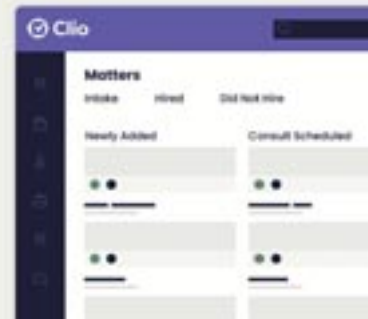 Clio
Matters
Intake Hired Did Not Hire
Newly Added Consult Scheduled